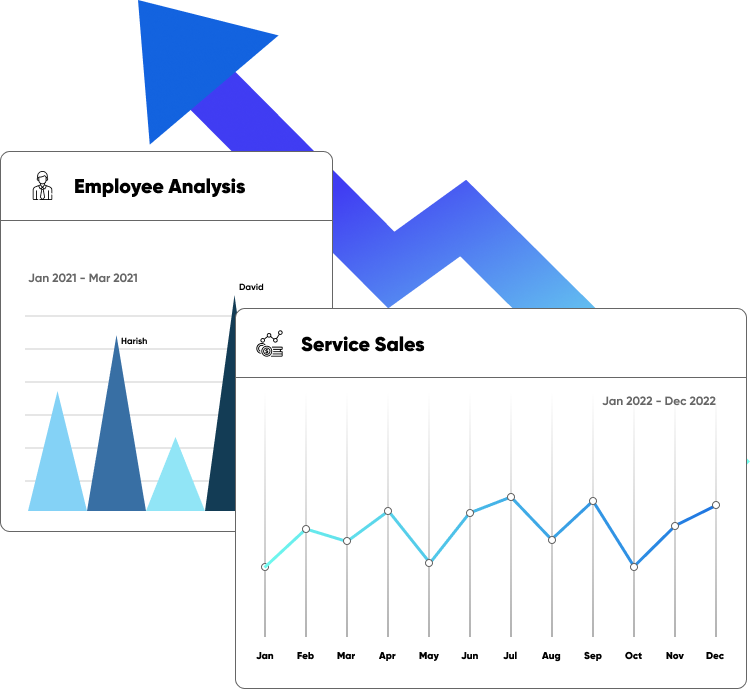 Employee Analysis
Jan 2021 - Mar 2021
David
Harish
Service Sales
Jan 2022 - Dec 2022
Jan Feb Mar Apr May Jun Jul Aug Sep Oct Nov Dec